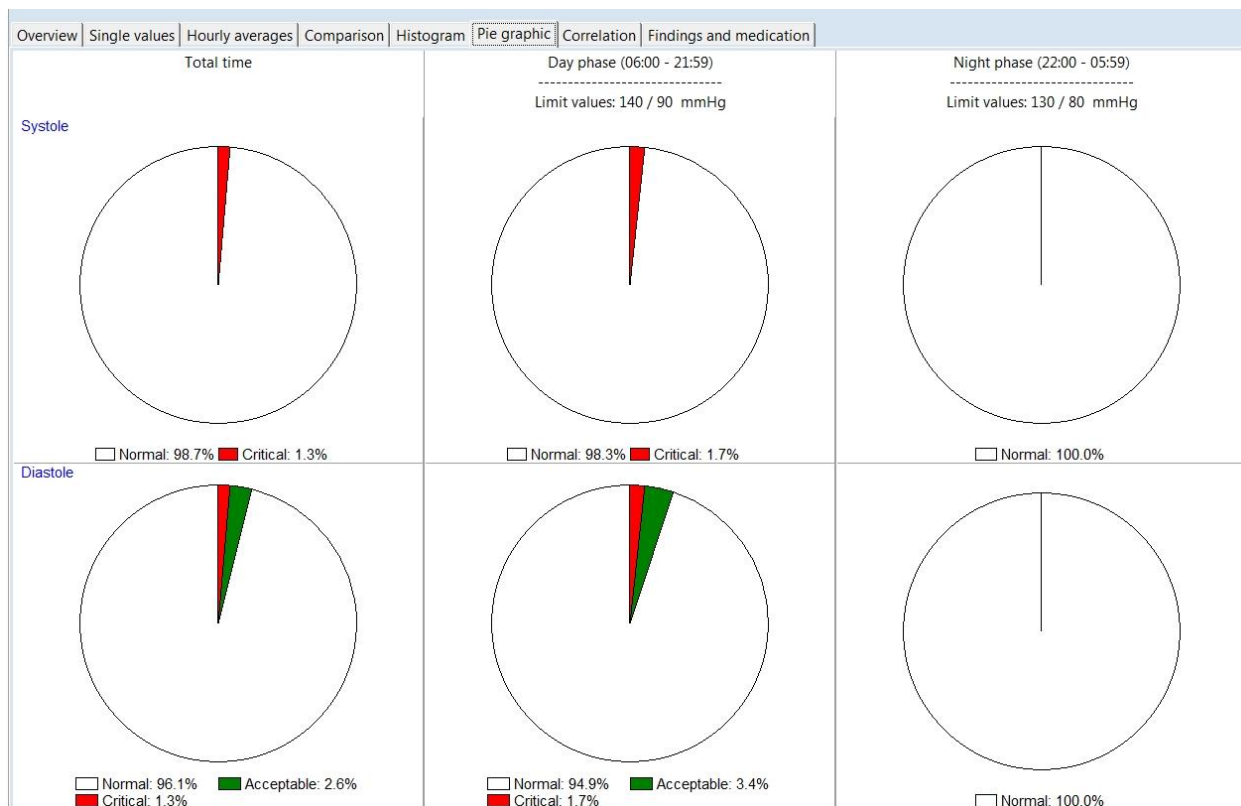 Overview Single values Hourly averages Comparison Histogram Pie graphic Correlation Findings and medication
Total time
Day phase (06:00 - 21:59)
------------------------------
Limit values: 140 / 90 mmHg
Night phase (22:00 - 05:59)
------------------------------
Limit values: 130 / 80 mmHg
Systole
Normal: 98.7% Critical: 1.3%
Normal: 98.3% Critical: 1.7%
Normal: 100.0%
Diastole
Normal: 96.1% Acceptable: 2.6%
Critical: 1.3%
Normal: 94.9% Acceptable: 3.4%
Critical: 1.7%
Normal: 100.0%